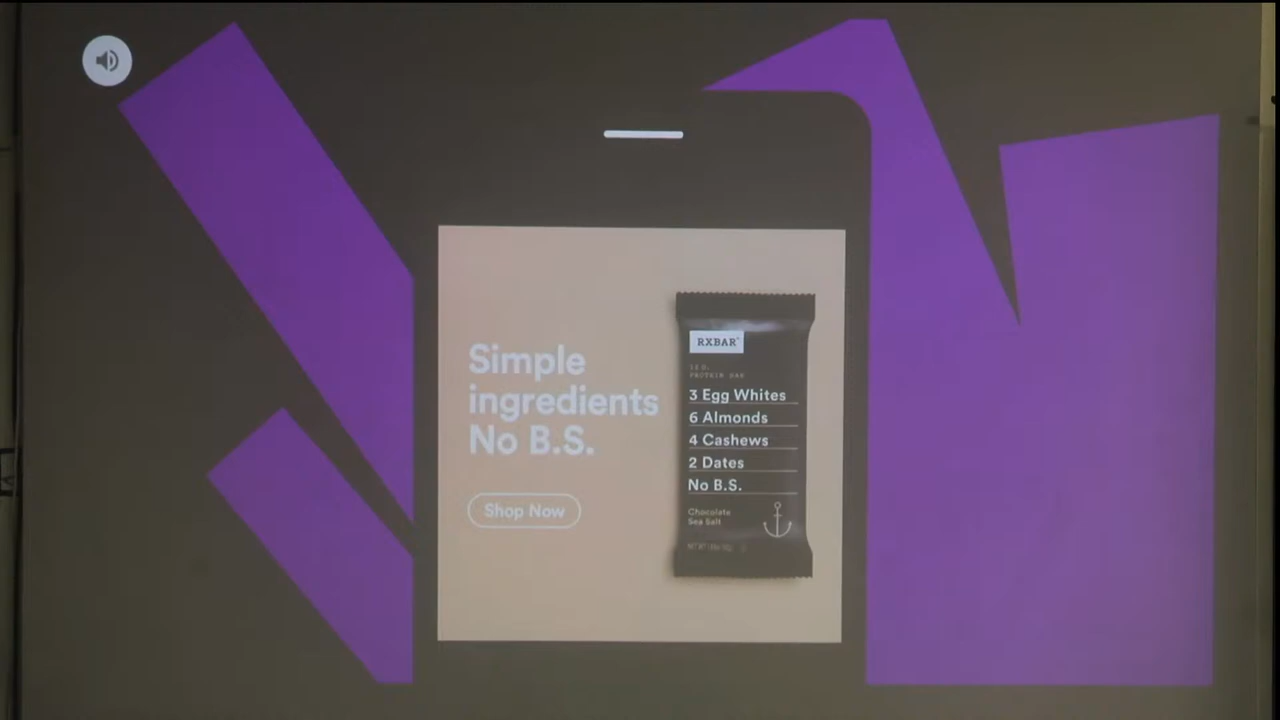 Simple
ingredients
No B.S.
Shop Now
RXBAR
12 G.
PROTEIN BAR
3 Egg Whites
6 Almonds
4 Cashews
2 Dates
No B.S.
Chocolate
Sea Salt